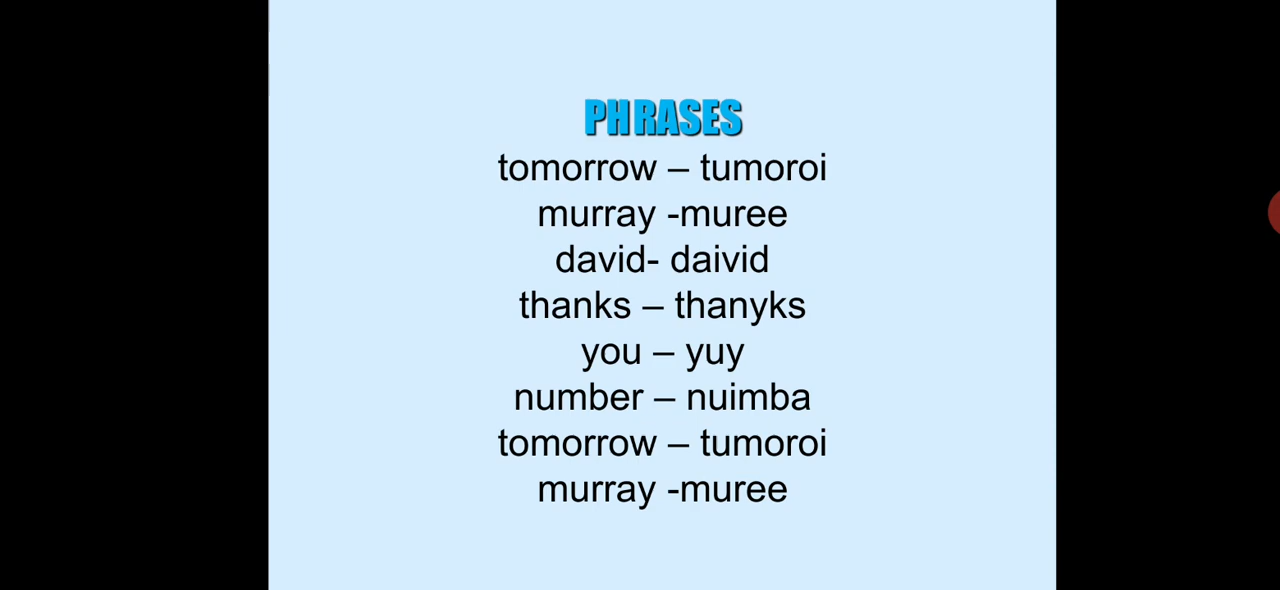 PHRASES
tomorrow – tumoroi
murray -muree
david- daivid
thanks – thanyks
you – yuy
number – nuimba
tomorrow – tumoroi
murray -muree